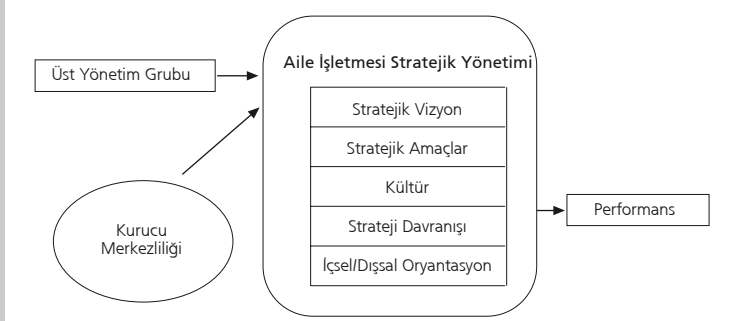 Üst Yönetim Grubu
Kurucu
Merkezliliği
Aile İşletmesi Stratejik Yönetimi
Stratejik Vizyon
Stratejik Amaçlar
Kültür
Strateji Davranışı
İçsel/Dışsal Oryantasyon
Performans